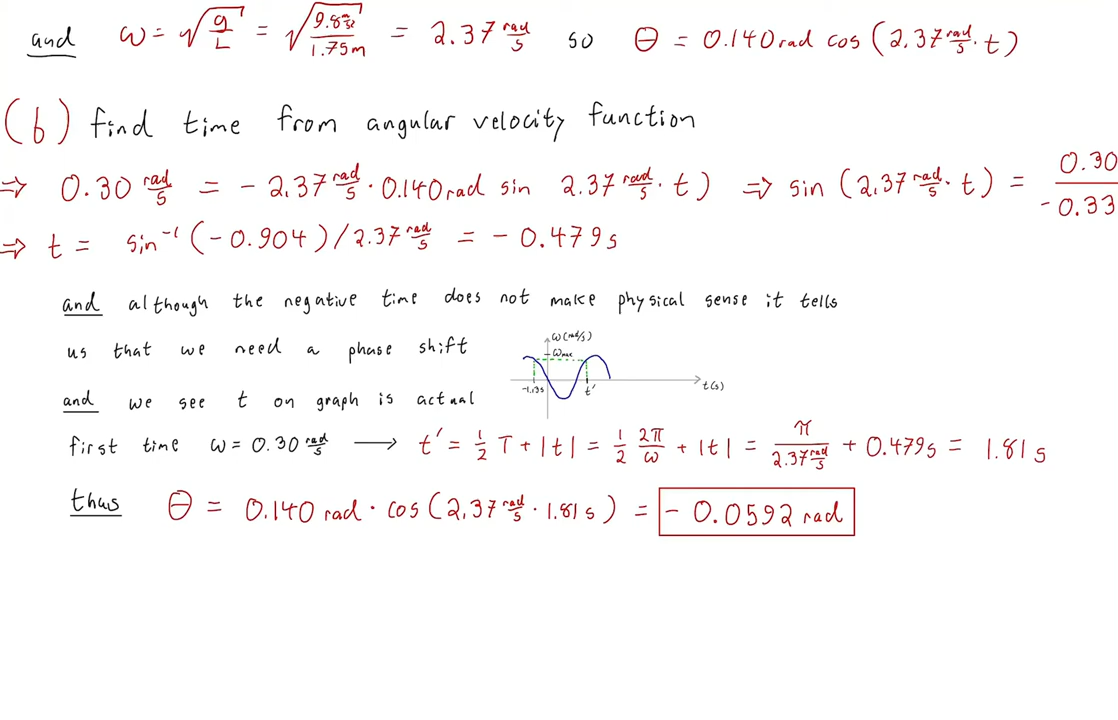 and ω = √(g/L) = √(9.8 m/s² / 1.75m) = 2.37 rad/s so θ = 0.140 rad cos(2.37 rad/s · t)
(b) find time from angular velocity function
⇒ 0.30 rad/s = - 2.37 rad/s · 0.140 rad sin 2.37 rad/s · t) ⇒ sin (2.37 rad/s · t) = 0.30 / -0.33
⇒ t = sin⁻¹(-0.904)/2.37 rad/s = - 0.479 s
and although the negative time does not make physical sense it tells
us that we need a phase shift
and we see t on graph is actual
first time ω = 0.30 rad/s → t′ = 1/2 T + |t| = 1/2 2π/ω + |t| = π / 2.37 rad/s + 0.479 s = 1.81 s
ω(rad/s)
ωmax
-1.13s
t′
t(s)
thus θ = 0.140 rad · cos(2.37 rad/s · 1.81 s) = - 0.0592 rad